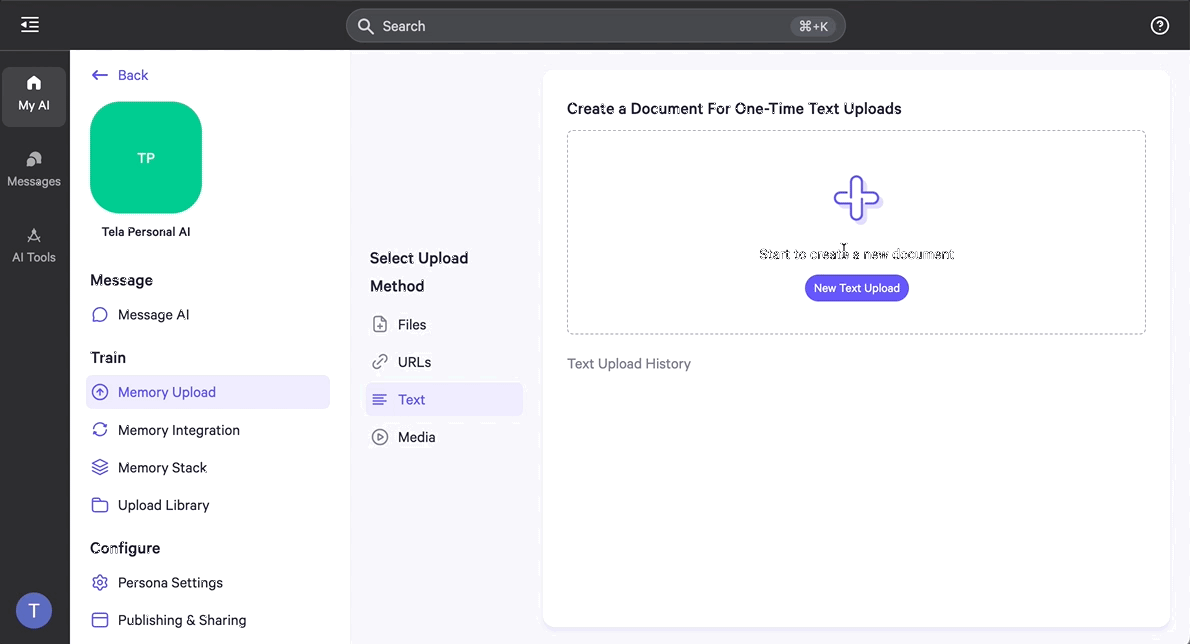 Search
⌘+K
My AI
Messages
AI Tools
T
Back
TP
Tela Personal AI
Message
Message AI
Train
Memory Upload
Memory Integration
Memory Stack
Upload Library
Configure
Persona Settings
Publishing & Sharing
Select Upload
Method
Files
URLs
Text
Media
Create a Document For One-Time Text Uploads
Start to create a new document
New Text Upload
Text Upload History